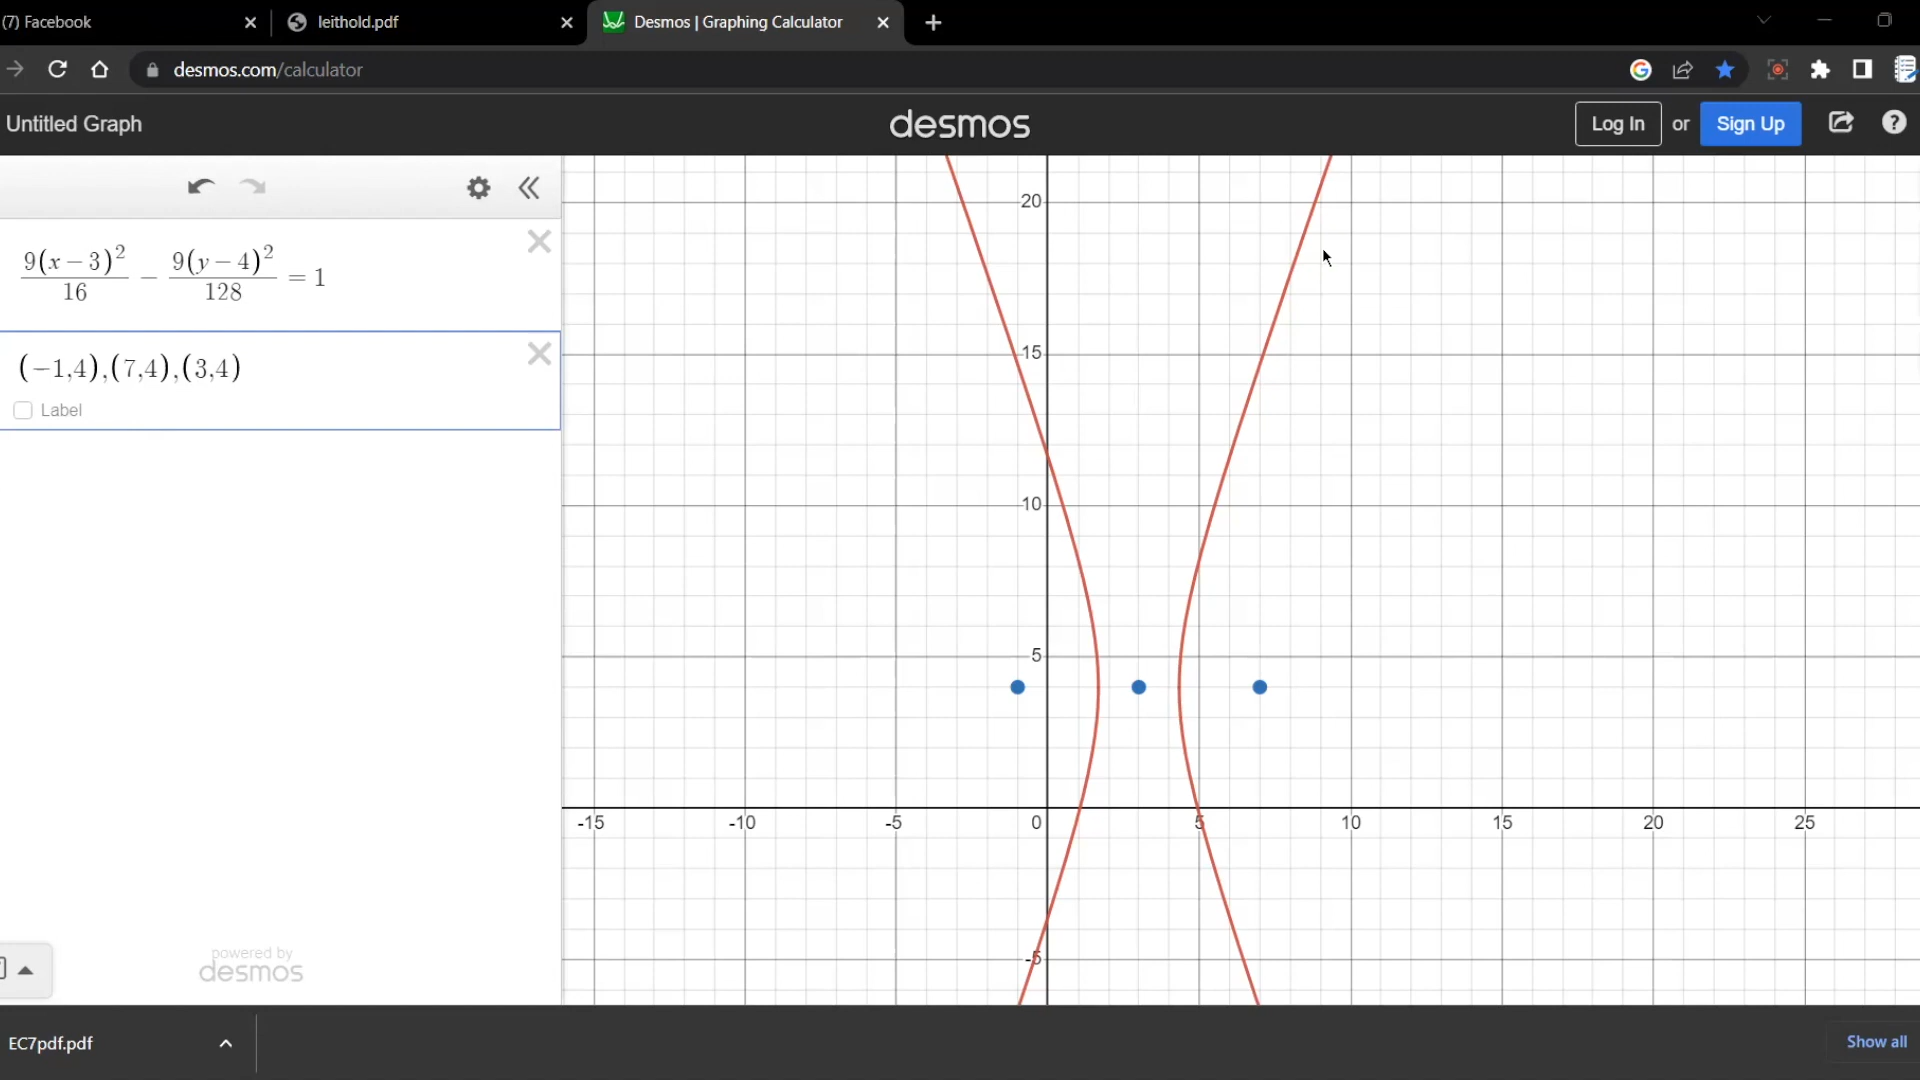 (7) Facebook
leithold.pdf
Desmos | Graphing Calculator
desmos.com/calculator
Untitled Graph
desmos
Log In or Sign Up
9(x − 3)² / 16 − 9(y − 4)² / 128 = 1
(−1,4),(7,4),(3,4)
Label
20
15
10
5
-5
-15 -10 -5 0 5 10 15 20 25
powered by
desmos
EC7pdf.pdf
Show all